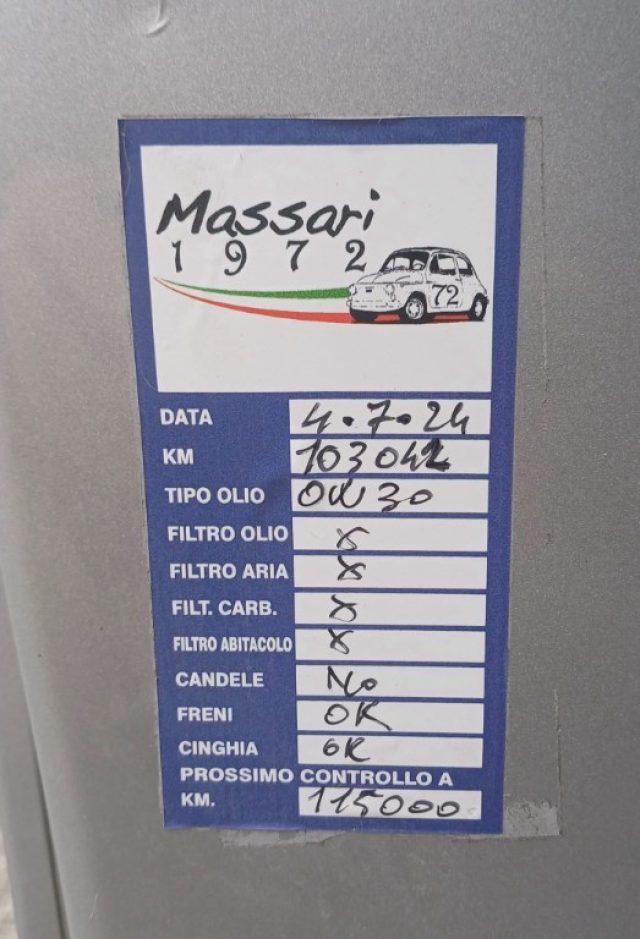 Massari
1972
72
DATA 4.7.24
KM 103042
TIPO OLIO 0W30
FILTRO OLIO X
FILTRO ARIA X
FILT. CARB. X
FILTRO ABITACOLO X
CANDELE No
FRENI OK
CINGHIA OK
PROSSIMO CONTROLLO A
KM. 115000